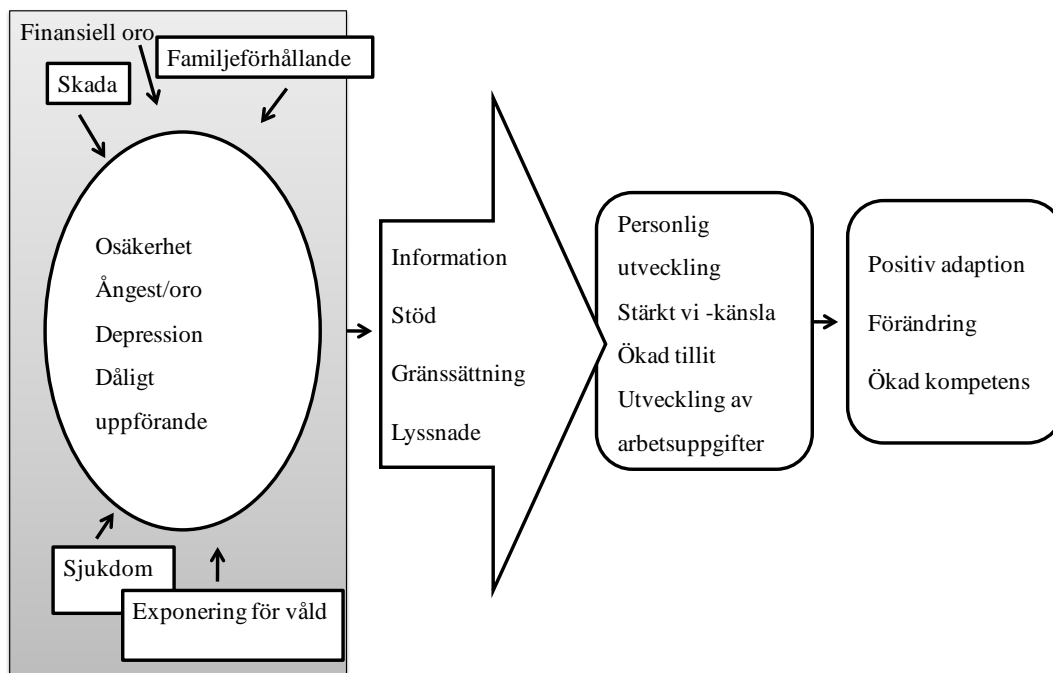 Finansiell oro
Familjeförhållande
Skada
Osäkerhet
Ångest/oro
Depression
Dåligt
uppförande
Sjukdom
Exponering för våld
Information
Stöd
Gränssättning
Lyssnade
Personlig
utveckling
Stärkt vi -känsla
Ökad tillit
Utveckling av
arbetsuppgifter
Positiv adaption
Förändring
Ökad kompetens